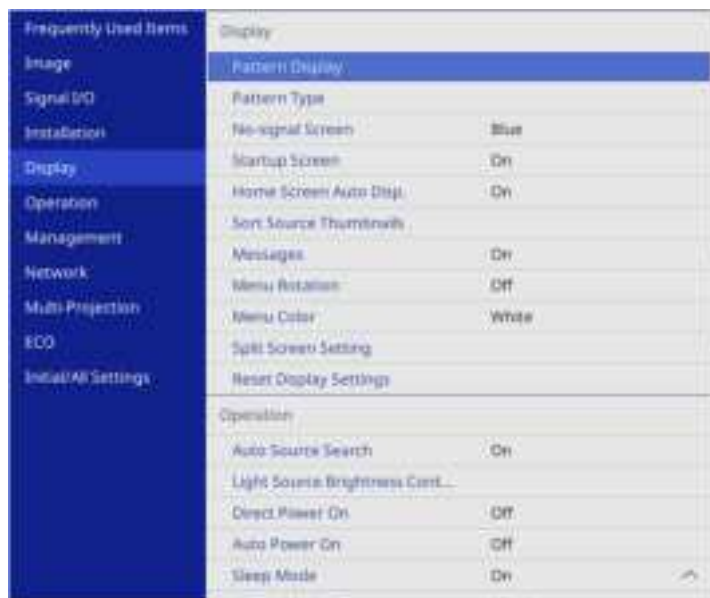 Frequently Used Items
Image
Signal I/O
Installation
Display
Operation
Management
Network
Multi-Projection
ECO
Initial/All Settings
Display
Pattern Display
Pattern Type
No-signal Screen Blue
Startup Screen On
Home Screen Auto Disp. On
Sort Source Thumbnails
Messages On
Menu Rotation Off
Menu Color White
Split Screen Setting
Reset Display Settings
Operation
Auto Source Search On
Light Source Brightness Cont...
Direct Power On Off
Auto Power On Off
Sleep Mode On